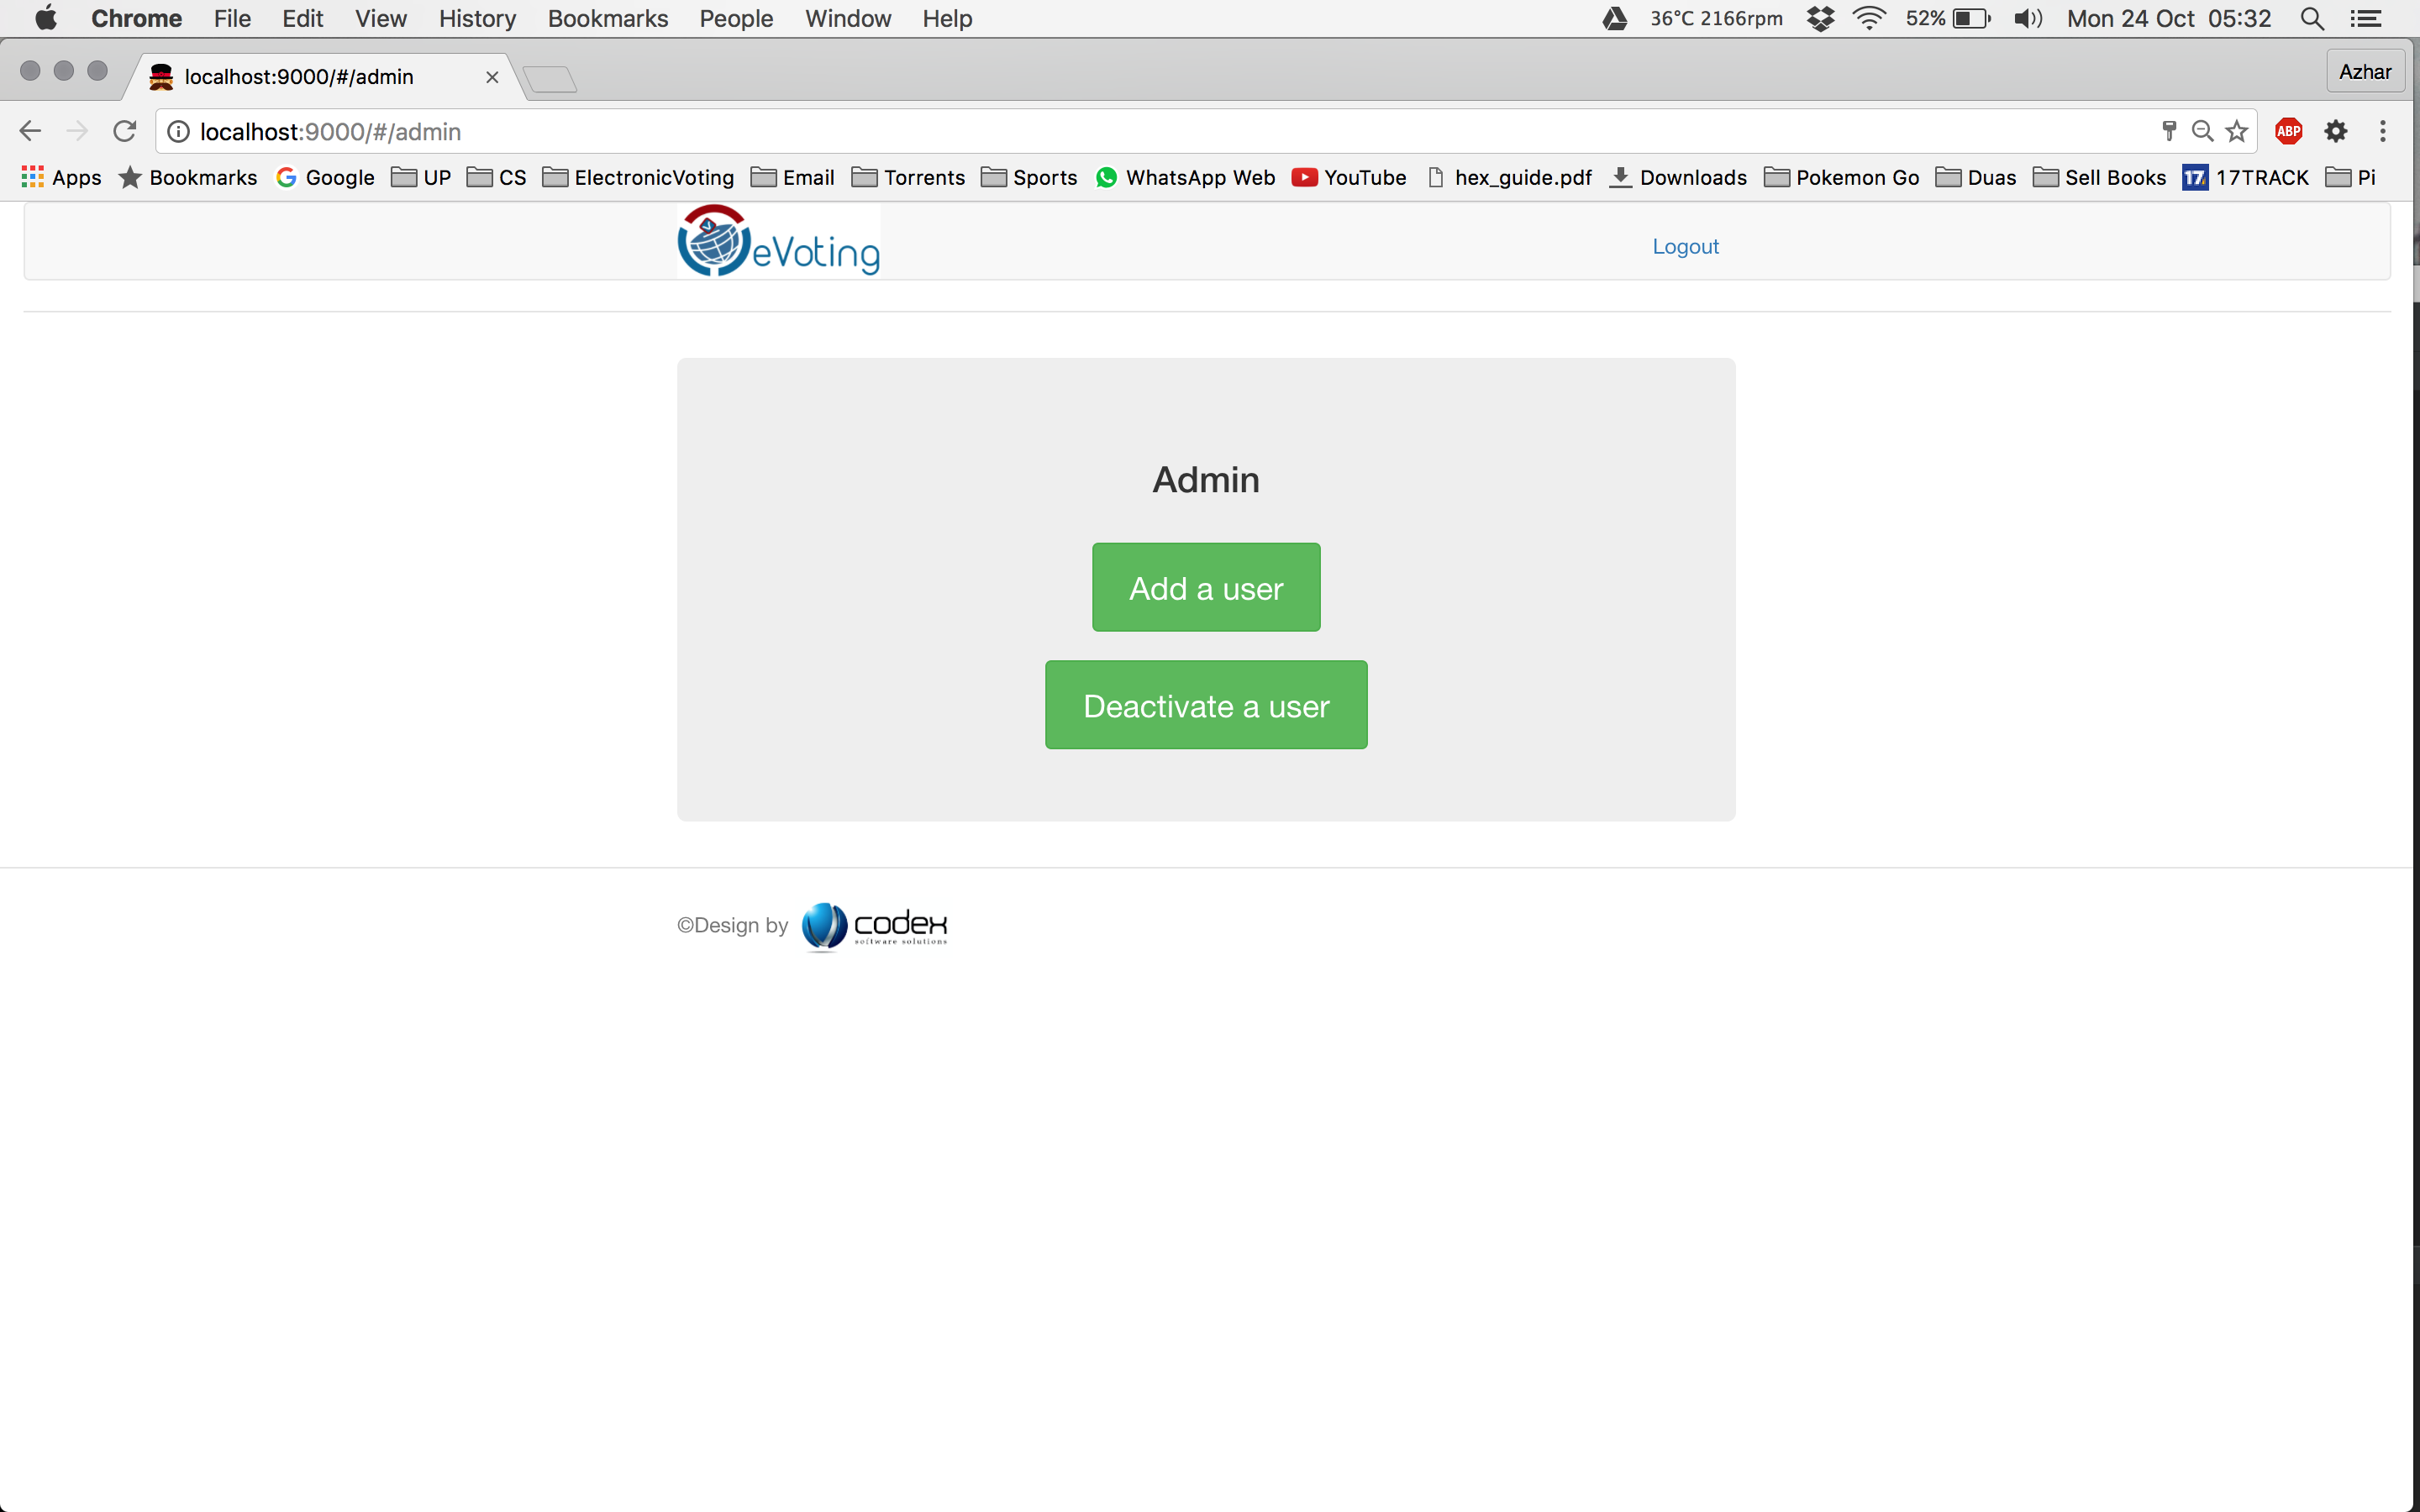 Chrome File Edit View History Bookmarks People Window Help 36°C 2166rpm 52% Mon 24 Oct 05:32
localhost:9000/#/admin Azhar
localhost:9000/#/admin ABP
Apps Bookmarks Google UP CS ElectronicVoting Email Torrents Sports WhatsApp Web YouTube hex_guide.pdf Downloads Pokemon Go Duas Sell Books 17 17TRACK Pi
eVoting Logout
Admin
Add a user
Deactivate a user
©Design by codex
software solutions